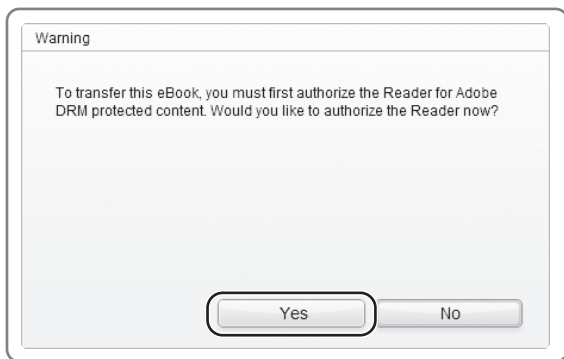 Warning
To transfer this eBook, you must first authorize the Reader for Adobe
DRM protected content. Would you like to authorize the Reader now?
Yes
No